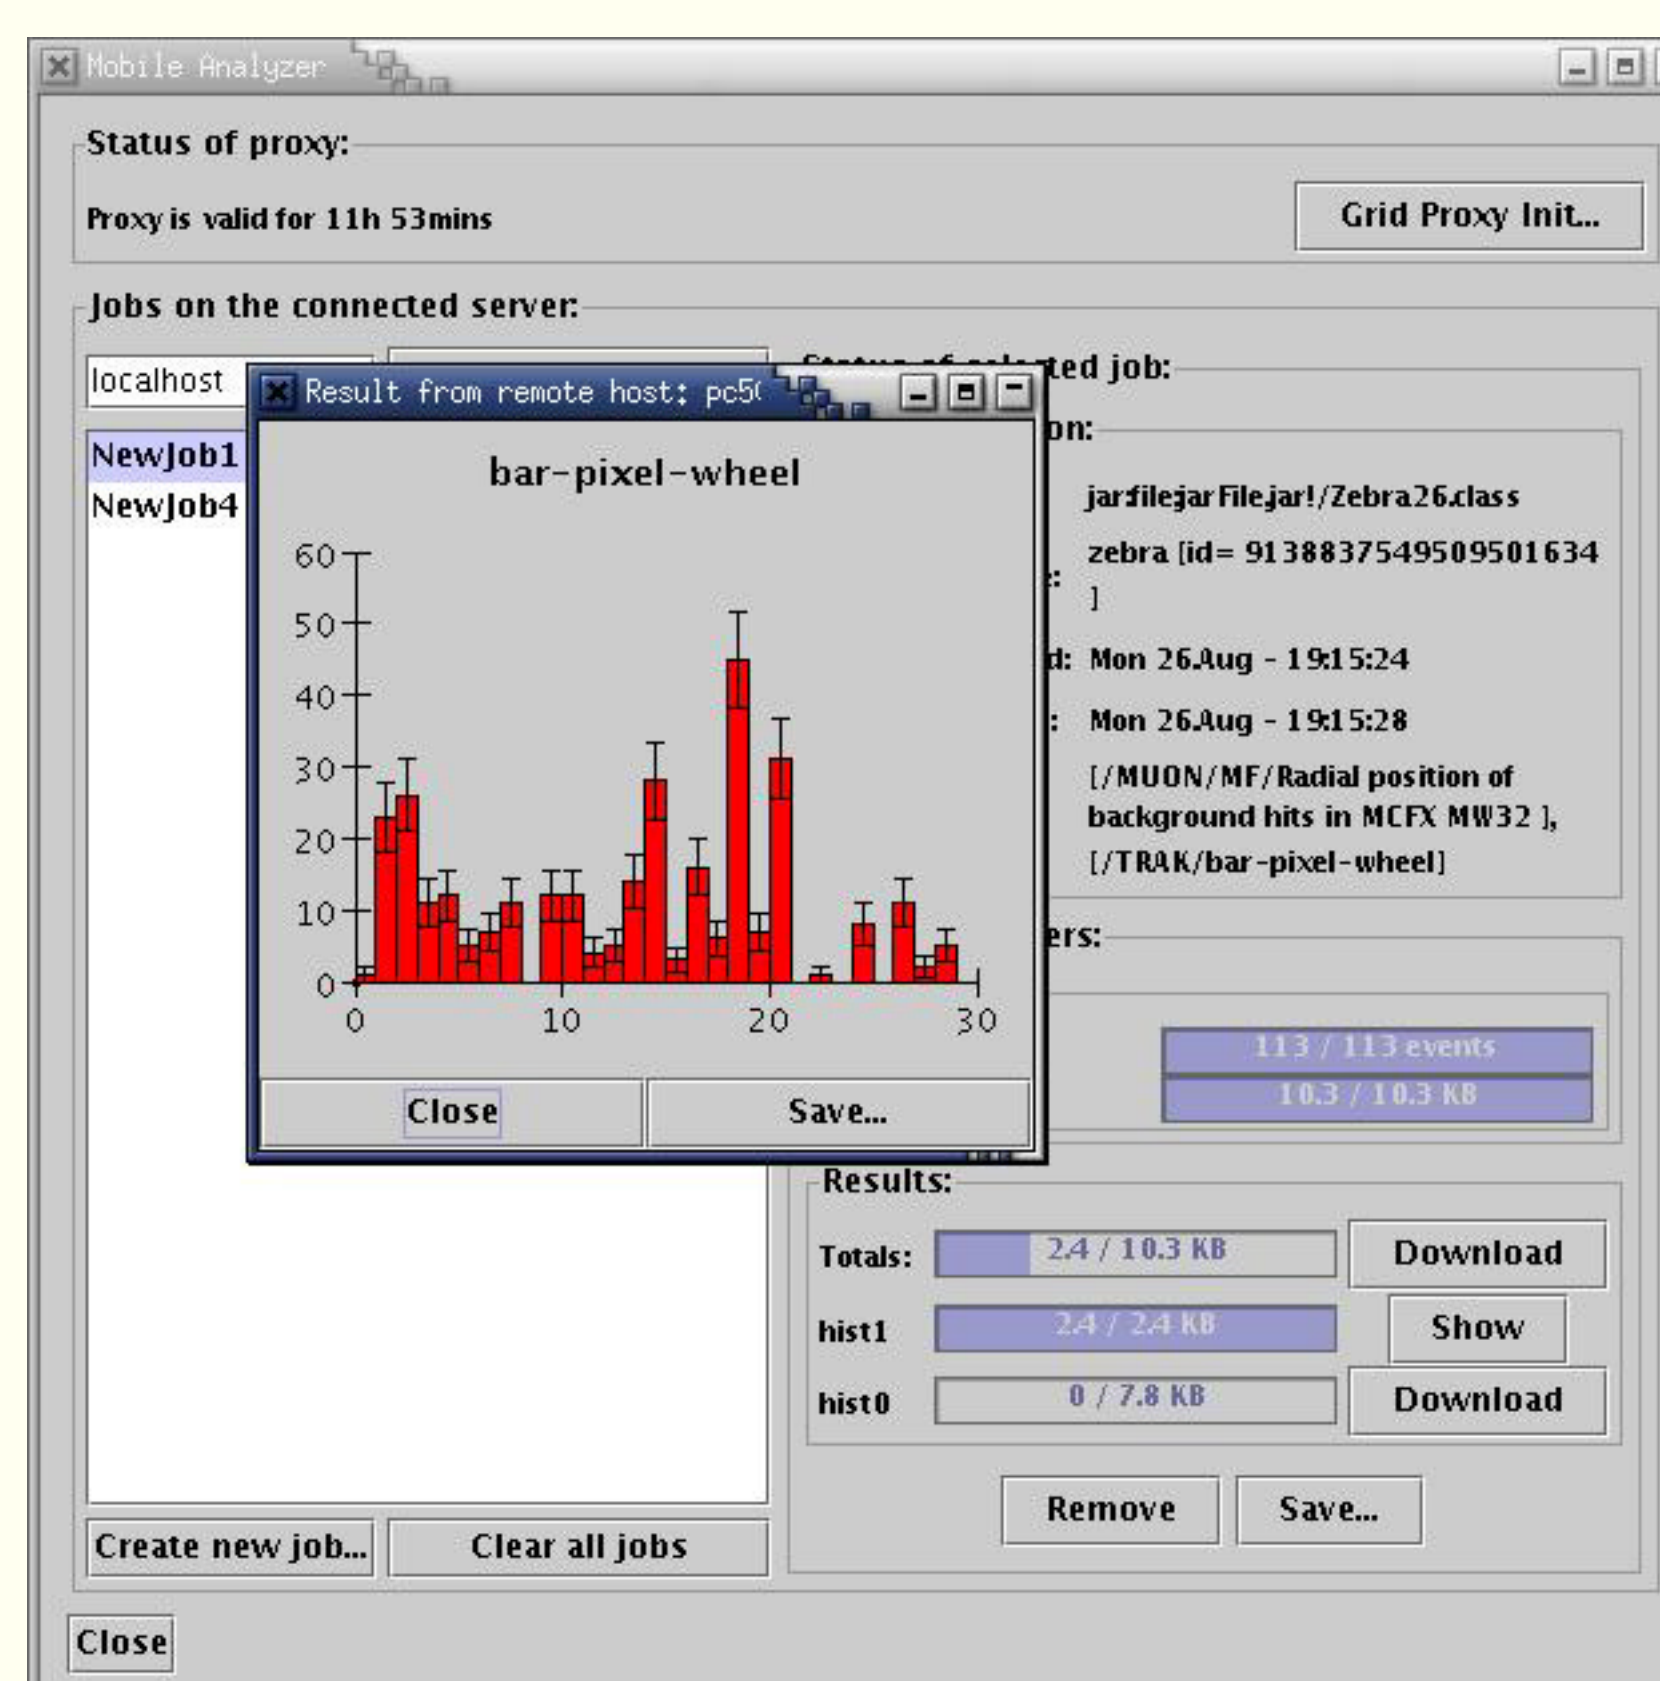 Mobile Analyzer
Status of proxy:
Proxy is valid for 11h 53mins
Grid Proxy Init...
Jobs on the connected server:
localhost
NewJob1
NewJob4
Result from remote host: pc50
bar-pixel-wheel
60
50
40
30
20
10
0
0 10 20 30
Close
Save...
Status of selected job:
on:
jar:file:jarFile.jar!/Zebra26.class
zebra [id= 9138837549509501634
]
d: Mon 26.Aug - 19:15:24
: Mon 26.Aug - 19:15:28
[/MUON/MF/Radial position of
background hits in MCFX MW32 ],
[/TRAK/bar-pixel-wheel]
ers:
113 / 113 events
10.3 / 10.3 KB
Results:
Totals: 2.4 / 10.3 KB Download
hist1 2.4 / 2.4 KB Show
hist0 0 / 7.8 KB Download
Remove Save...
Create new job... Clear all jobs
Close